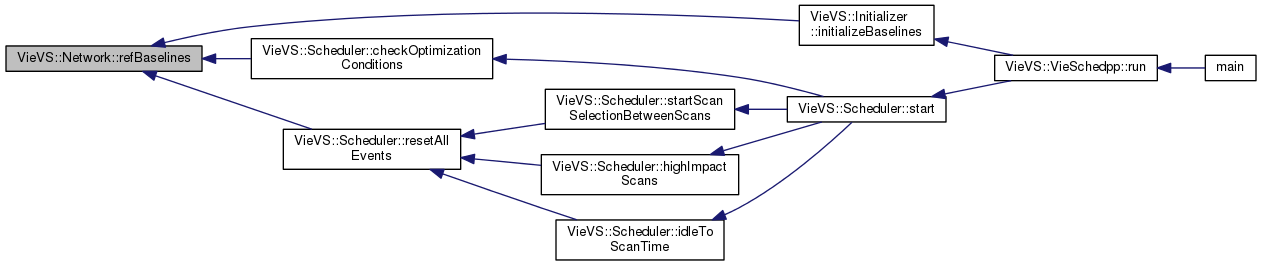 VieVS::Network::refBaselines
VieVS::Initializer
::initializeBaselines
VieVS::Scheduler::checkOptimization
Conditions
VieVS::Scheduler::resetAll
Events
VieVS::Scheduler::startScan
SelectionBetweenScans
VieVS::Scheduler::highImpact
Scans
VieVS::Scheduler::idleTo
ScanTime
VieVS::Scheduler::start
VieVS::VieSchedpp::run
main